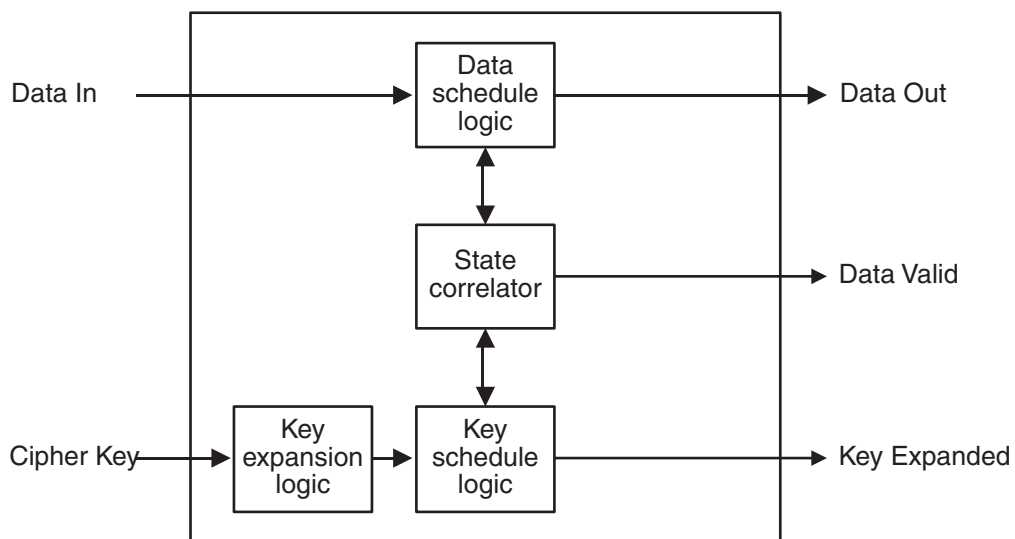 Data In
Data
schedule
logic
Data Out
State
correlator
Data Valid
Cipher Key
Key
expansion
logic
Key
schedule
logic
Key Expanded